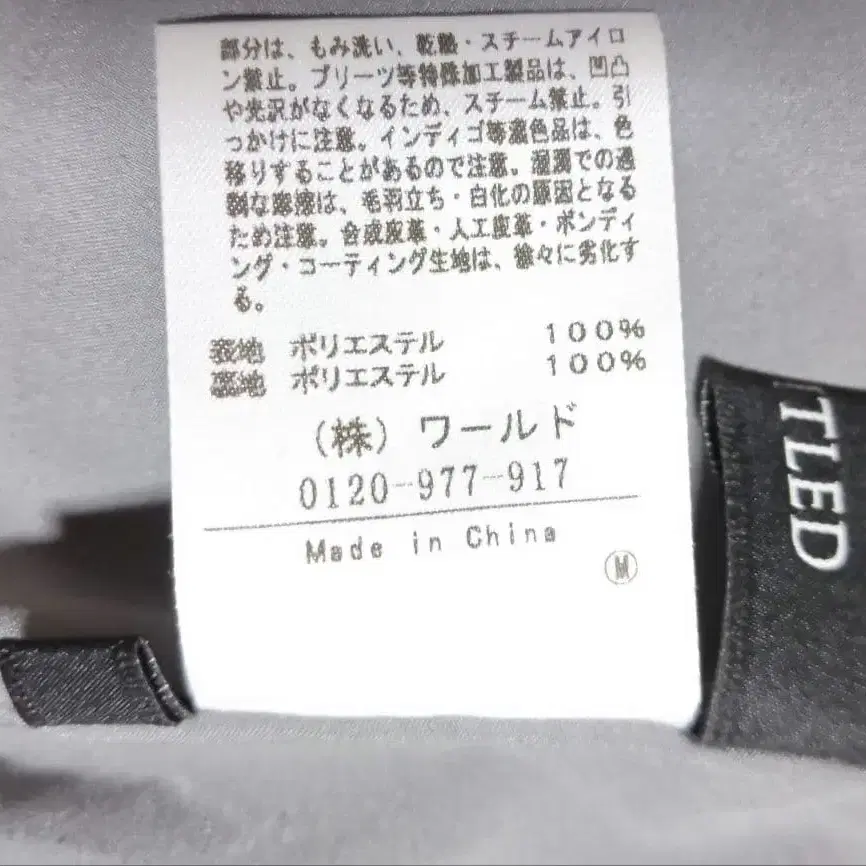 部分は、もみ洗い、乾熱・スチームアイロ
ン禁止。プリーツ等特殊加工製品は、凹凸
や光沢がなくなるため、スチーム禁止。引
っかけに注意。インディゴ等濃色品は、色
移りすることがあるので注意。湿潤での過
剰な摩擦は、毛羽立ち・白化の原因となる
ため注意。合成皮革・人工皮革・ボンディ
ング・コーティング生地は、徐々に劣化す
る。
表地 ポリエステル 100%
裏地 ポリエステル 100%
(株)ワールド
0120-977-917
Made in China
M
TLED